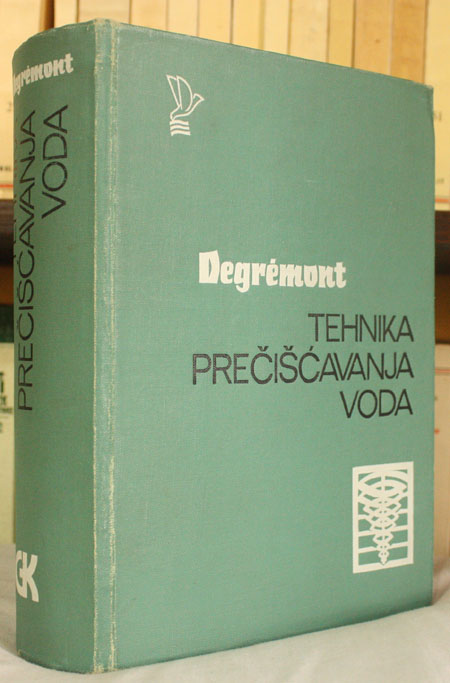 Degrémont
TEHNIKA
PREČIŠĆAVANJA
VODA
Degrémont
PREČIŠĆAVANJA
VODA
GK